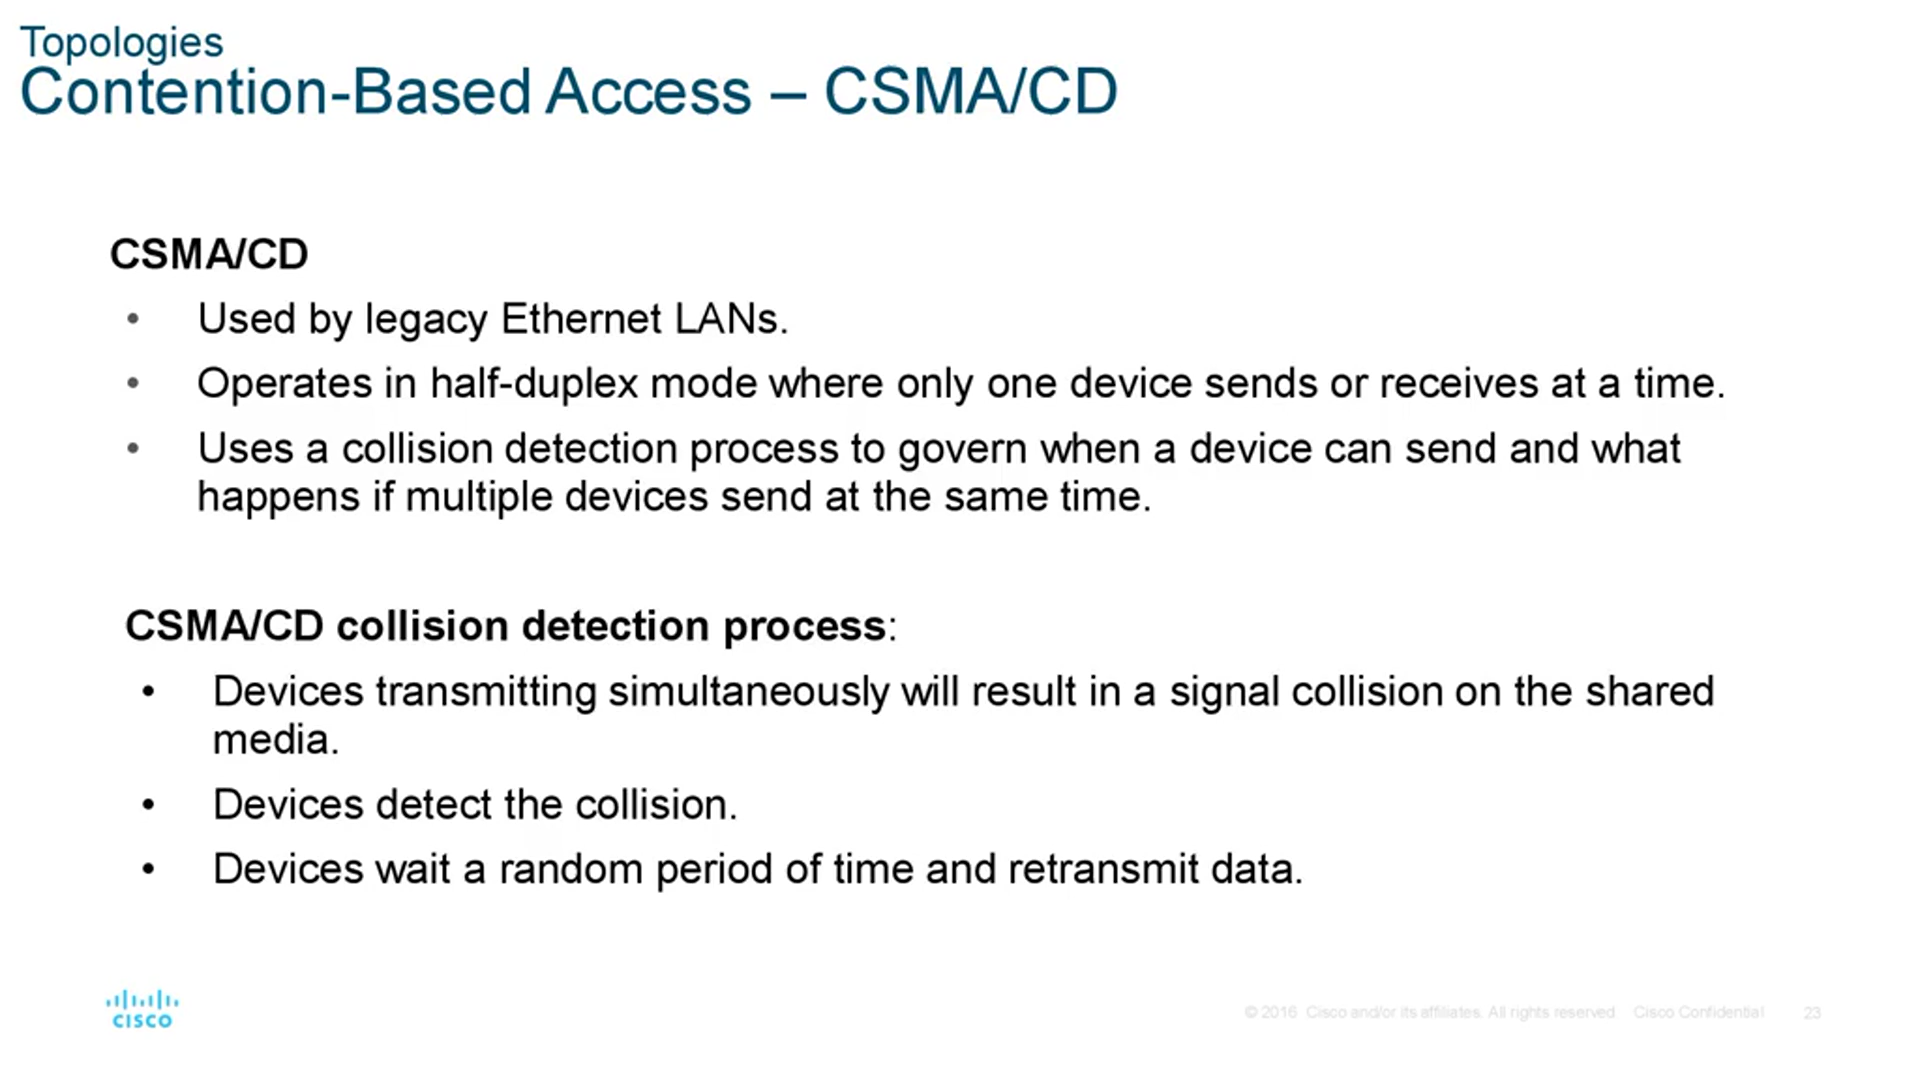 Topologies
Contention-Based Access – CSMA/CD
CSMA/CD
• Used by legacy Ethernet LANs.
• Operates in half-duplex mode where only one device sends or receives at a time.
• Uses a collision detection process to govern when a device can send and what
happens if multiple devices send at the same time.
CSMA/CD collision detection process:
• Devices transmitting simultaneously will result in a signal collision on the shared
media.
• Devices detect the collision.
• Devices wait a random period of time and retransmit data.
CISCO
© 2016 Cisco and/or its affiliates. All rights reserved. Cisco Confidential 23